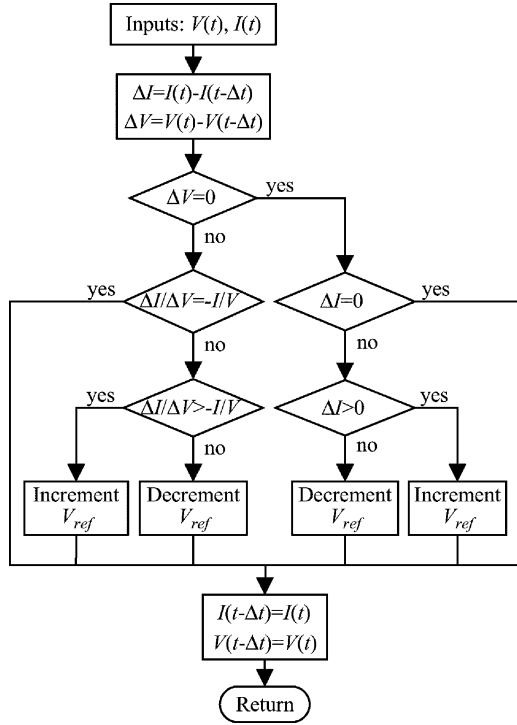 Inputs: V(t), I(t)
ΔI=I(t)-I(t-Δt)
ΔV=V(t)-V(t-Δt)
ΔV=0
yes
no
yes
ΔI/ΔV=-I/V
ΔI=0
yes
no
no
yes
ΔI/ΔV>-I/V
ΔI>0
yes
no
no
Increment
Vref
Decrement
Vref
Decrement
Vref
Increment
Vref
I(t-Δt)=I(t)
V(t-Δt)=V(t)
Return